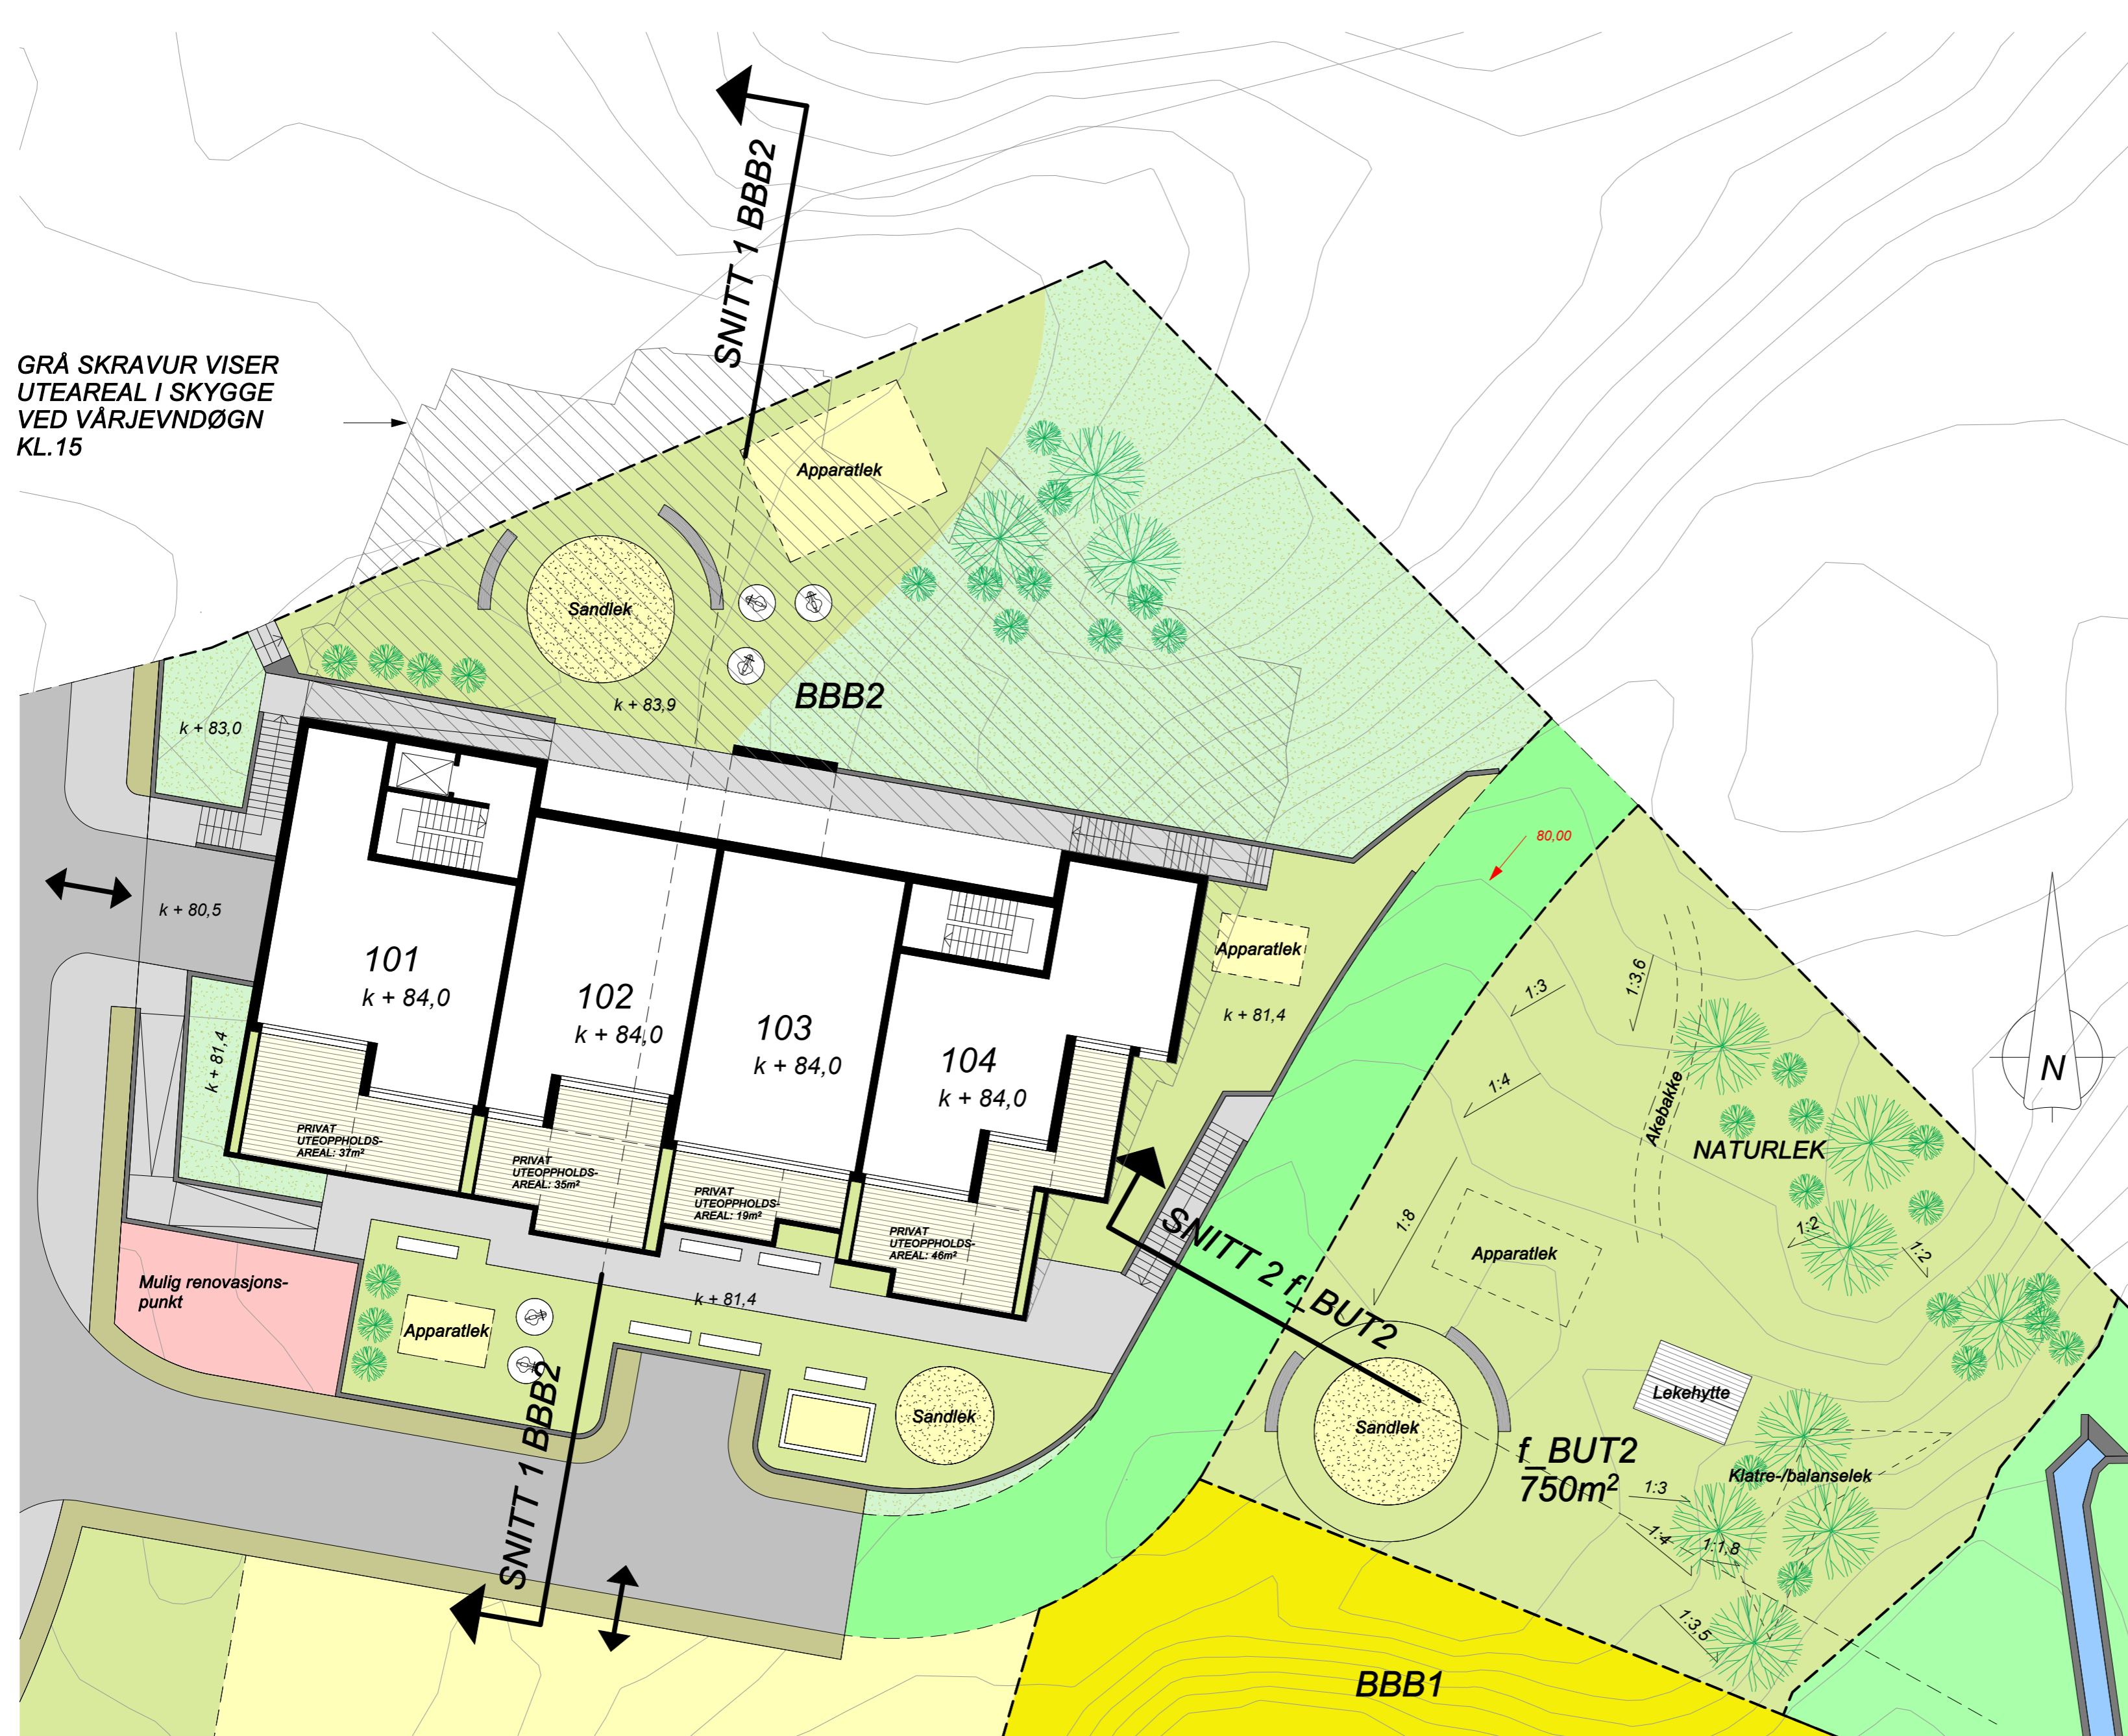 SNITT 1 BBB2
GRÅ SKRAVUR VISER
UTEAREAL I SKYGGE
VED VÅRJEVNDØGN
KL.15
Apparatlek
Sandlek
BBB2
k + 83,9
k + 83,0
80,00
k + 80,5
101
k + 84,0
102
k + 84,0
103
k + 84,0
104
k + 84,0
Apparatlek
k + 81,4
k + 81,4
1:3
1:3,6
1:4
Akebakke
NATURLEK
N
PRIVAT
UTEOPPHOLDS-
AREAL: 37m²
PRIVAT
UTEOPPHOLDS-
AREAL: 35m²
PRIVAT
UTEOPPHOLDS-
AREAL: 19m²
PRIVAT
UTEOPPHOLDS-
AREAL: 46m²
SNITT 2 f_BUT2
1:8
1:2
1:2
Apparatlek
Mulig renovasjons-
punkt
k + 81,4
Apparatlek
Sandlek
Sandlek
Lekehytte
f_BUT2
750m²
Klatre-/balanselek
1:3
1:4
1:1,8
1:3,5
SNITT 1 BBB2
BBB1